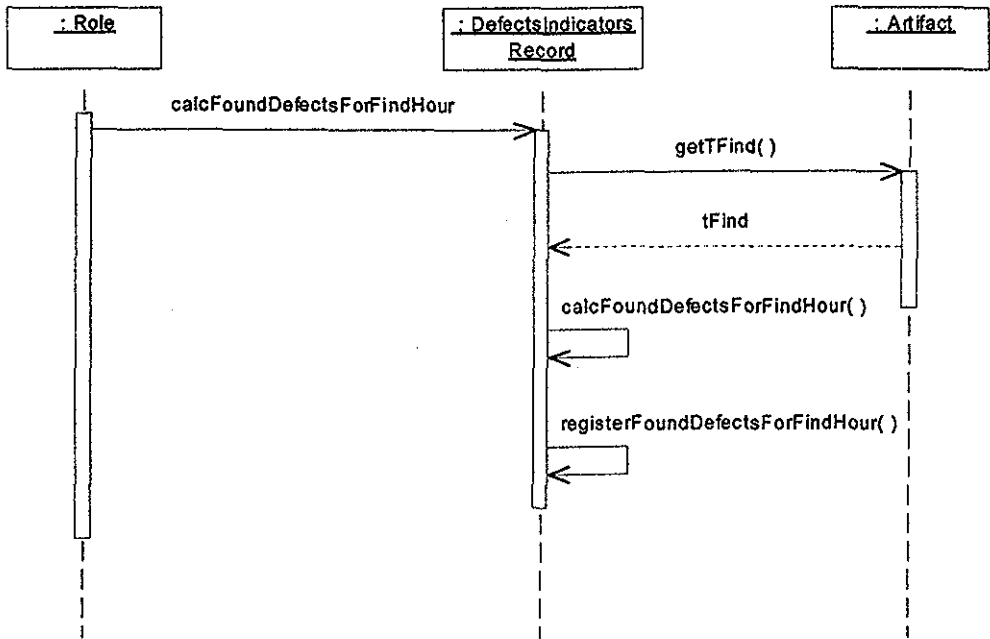 : Role
: DefectsIndicators
Record
: Artifact
calcFoundDefectsForFindHour
getTFind( )
tFind
calcFoundDefectsForFindHour( )
registerFoundDefectsForFindHour( )